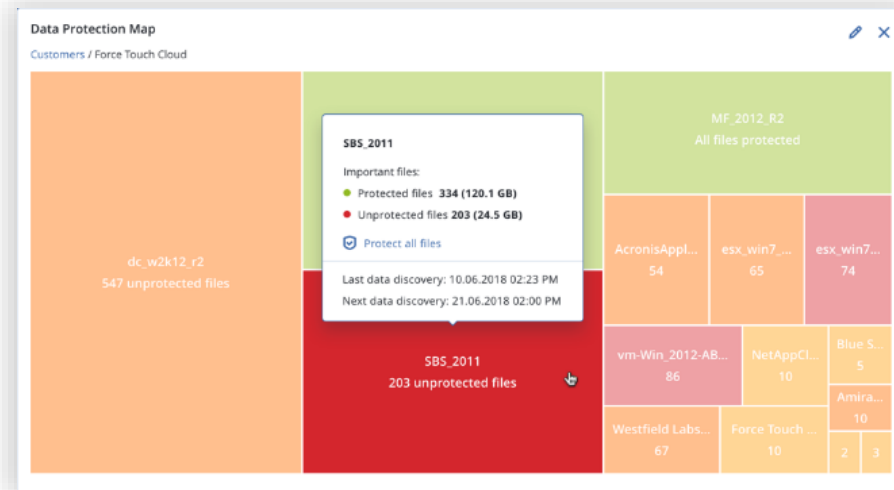 Data Protection Map
Customers / Force Touch Cloud
SBS_2011
Important files:
Protected files 334 (120.1 GB)
Unprotected files 203 (24.5 GB)
Protect all files
Last data discovery: 10.06.2018 02:23 PM
Next data discovery: 21.06.2018 02:00 PM
dc_w2k12_r2
547 unprotected files
SBS_2011
203 unprotected files
MF_2012_R2
All files protected
AcronisAppl...
54
esx_win7_...
65
esx_win7...
74
vm-Win_2012-AB...
86
NetAppCl...
10
Blue S...
5
Amira...
10
Westfield Labs...
67
Force Touch ...
10
2
3